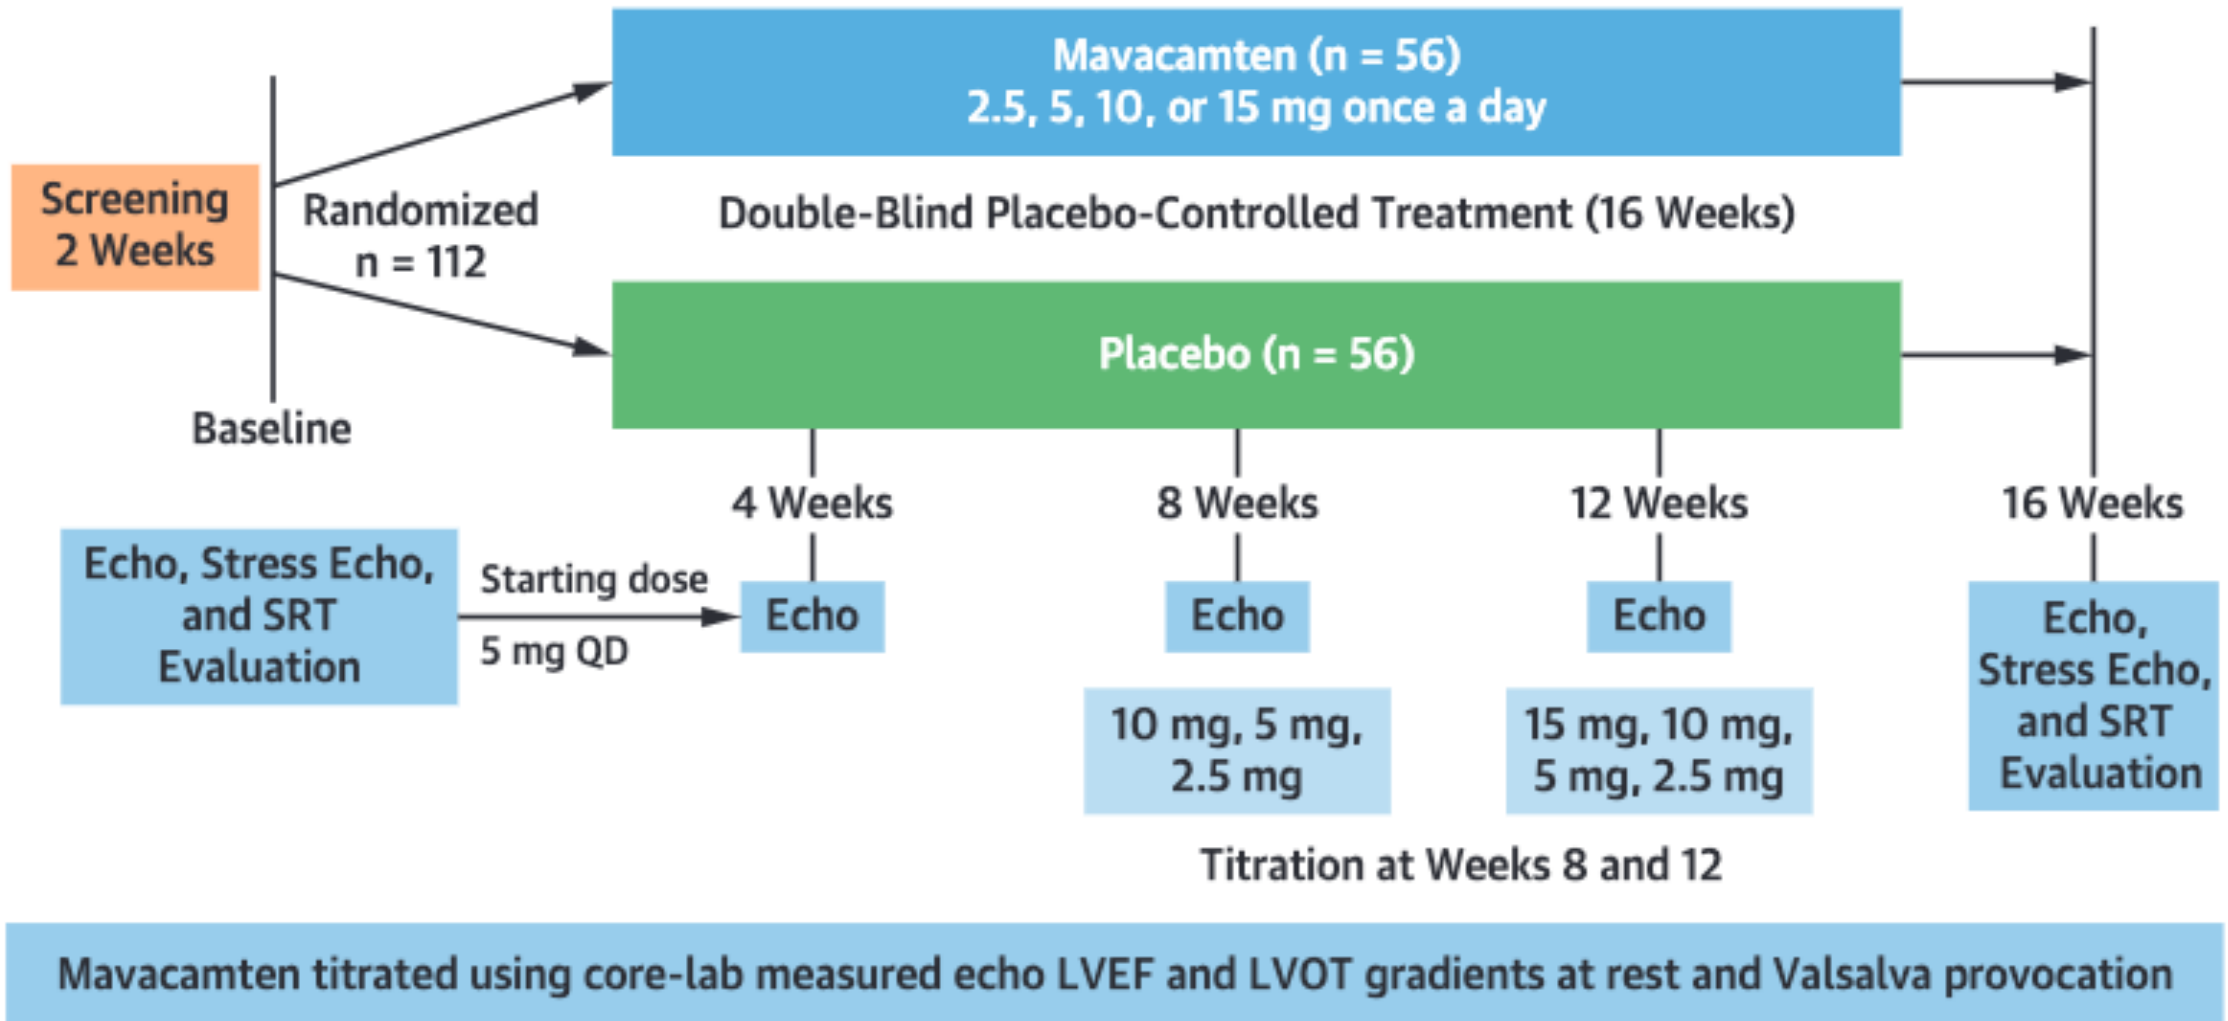 Mavacamten (n = 56)
2.5, 5, 10, or 15 mg once a day
Screening
2 Weeks
Randomized
n = 112
Double-Blind Placebo-Controlled Treatment (16 Weeks)
Placebo (n = 56)
Baseline
4 Weeks
8 Weeks
12 Weeks
16 Weeks
Echo, Stress Echo,
and SRT
Evaluation
Starting dose
5 mg QD
Echo
Echo
Echo
Echo,
Stress Echo,
and SRT
Evaluation
10 mg, 5 mg,
2.5 mg
15 mg, 10 mg,
5 mg, 2.5 mg
Titration at Weeks 8 and 12
Mavacamten titrated using core-lab measured echo LVEF and LVOT gradients at rest and Valsalva provocation